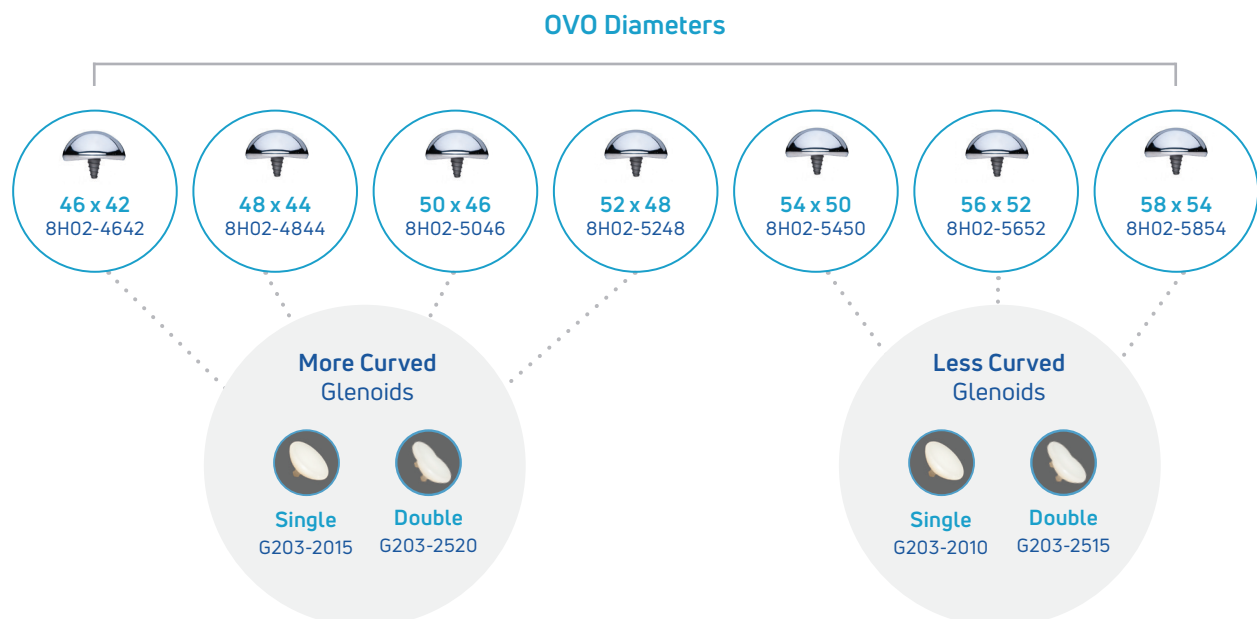 OVO Diameters
46 x 42
8H02-4642
48 x 44
8H02-4844
50 x 46
8H02-5046
52 x 48
8H02-5248
54 x 50
8H02-5450
56 x 52
8H02-5652
58 x 54
8H02-5854
More Curved
Glenoids
Single
G203-2015
Double
G203-2520
Less Curved
Glenoids
Single
G203-2010
Double
G203-2515